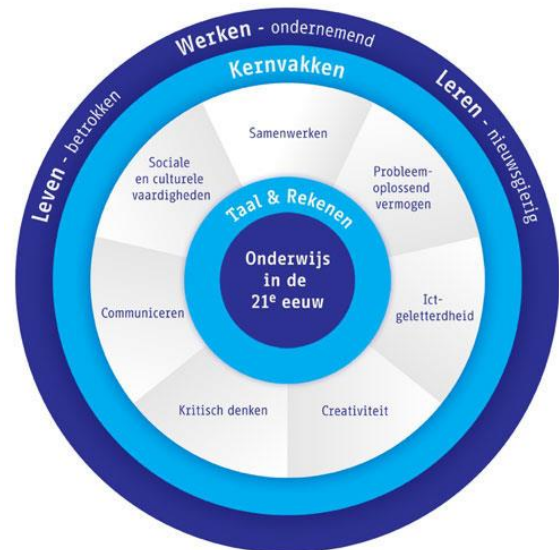 Werken - ondernemend
Leven - betrokken
Leren - nieuwsgierig
Kernvakken
Samenwerken
Probleem-
oplossend
vermogen
Ict-
geletterdheid
Creativiteit
Kritisch denken
Communiceren
Sociale
en culturele
vaardigheden
Taal & Rekenen
Onderwijs
in de
21e eeuw